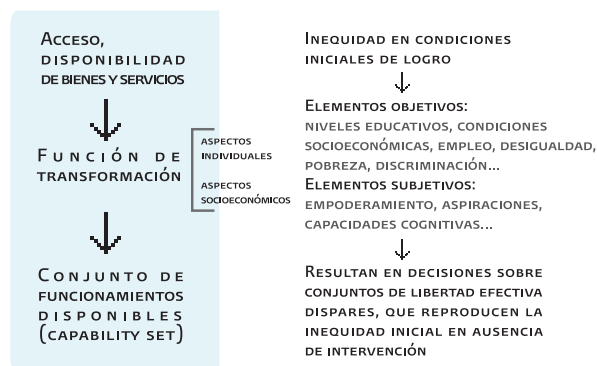 ACCESO,
DISPONIBILIDAD
DE BIENES Y SERVICIOS
FUNCIÓN DE
TRANSFORMACIÓN
ASPECTOS
INDIVIDUALES
ASPECTOS
SOCIOECONÓMICOS
CONJUNTO DE
FUNCIONAMIENTOS
DISPONIBLES
(CAPABILITY SET)
INEQUIDAD EN CONDICIONES
INICIALES DE LOGRO
ELEMENTOS OBJETIVOS:
NIVELES EDUCATIVOS, CONDICIONES
SOCIOECONÓMICAS, EMPLEO, DESIGUALDAD,
POBREZA, DISCRIMINACIÓN...
ELEMENTOS SUBJETIVOS:
EMPODERAMIENTO, ASPIRACIONES,
CAPACIDADES COGNITIVAS...
RESULTAN EN DECISIONES SOBRE
CONJUNTOS DE LIBERTAD EFECTIVA
DISPARES, QUE REPRODUCEN LA
INEQUIDAD INICIAL EN AUSENCIA
DE INTERVENCIÓN